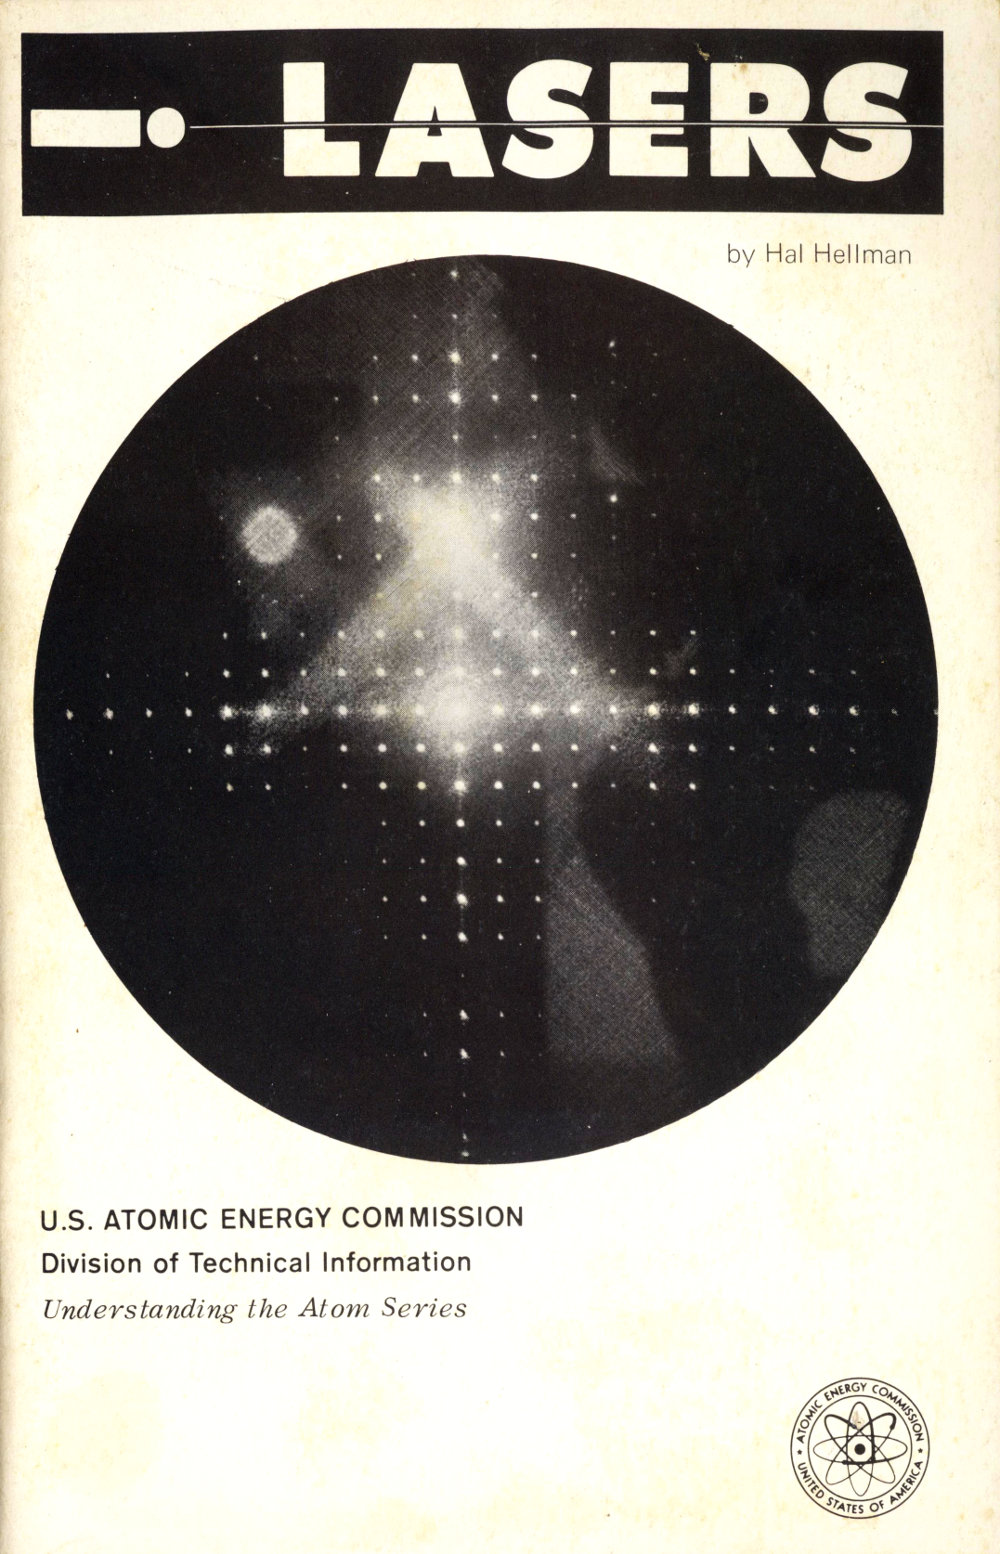 LASERS
by Hal Hellman
U.S. ATOMIC ENERGY COMMISSION
Division of Technical Information
Understanding the Atom Series
ATOMIC ENERGY COMMISSION
UNITED STATES OF AMERICA